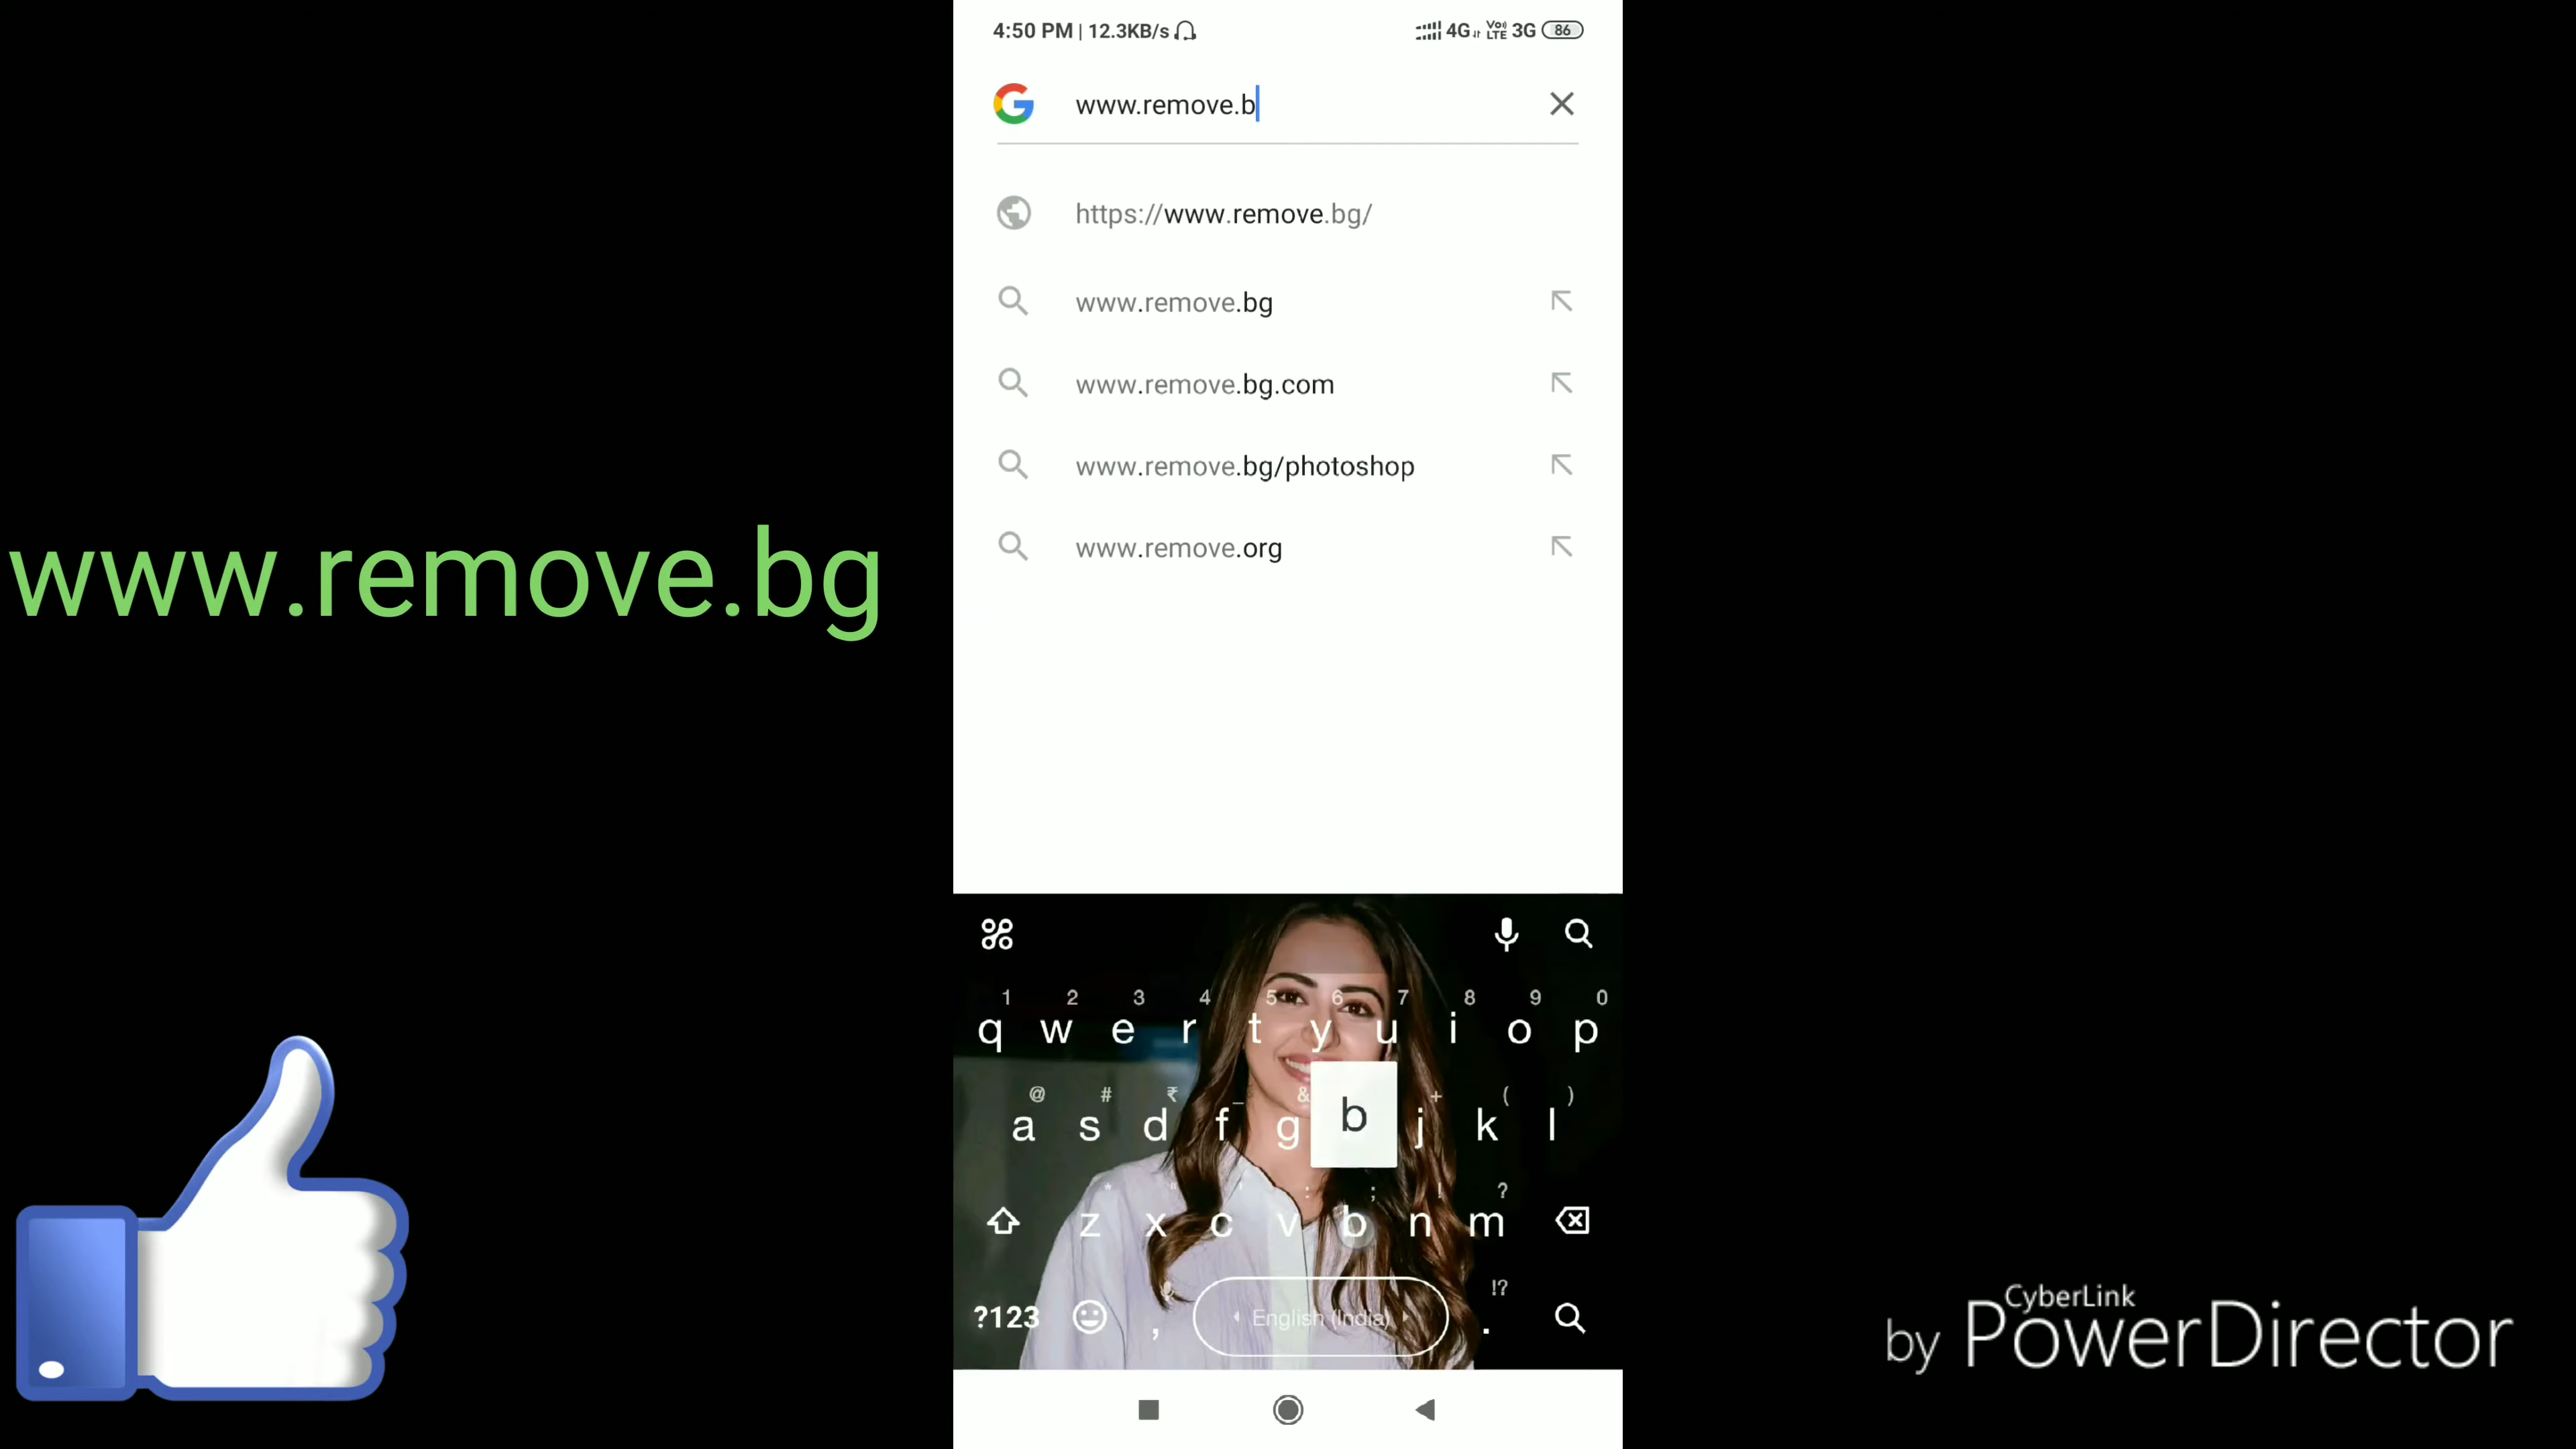 4:50 PM | 12.3KB/s 4G Vo)) LTE 3G 86
www.remove.b
https://www.remove.bg/
www.remove.bg
www.remove.bg.com
www.remove.bg/photoshop
www.remove.org
www.remove.bg
1 2 3 4 5 6 7 8 9 0
q w e r t y u i o p
@ # ₹ _ & + ( )
a s d f g b j k l
* " ' : ; ! ?
z x c v b n m
!?
?123 , English (India) .
by CyberLink PowerDirector